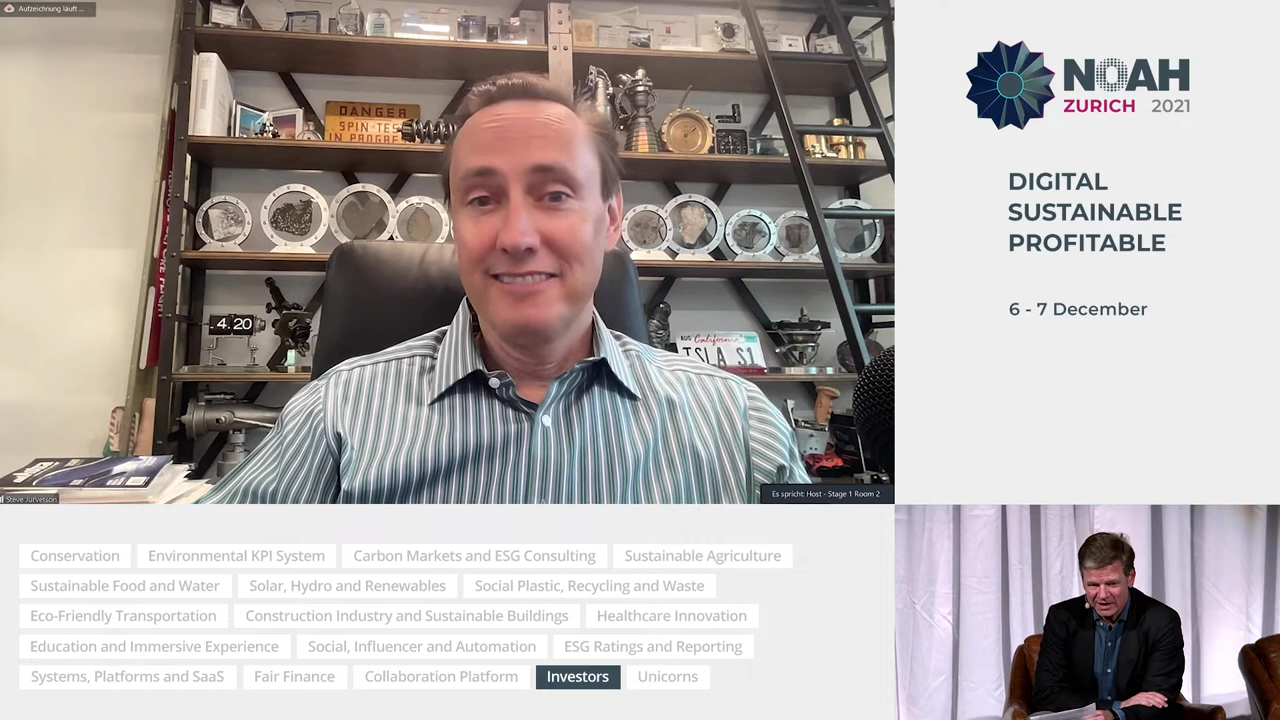 Aufzeichnung läuft ...
DANGER
SPIN TES
IN PROGRE
4 20
California
TSLA S1
Steve Jurvetson
Es spricht: Host - Stage 1 Room 2
NOAH
ZURICH 2021
DIGITAL
SUSTAINABLE
PROFITABLE
6 - 7 December
Conservation
Environmental KPI System
Carbon Markets and ESG Consulting
Sustainable Agriculture
Sustainable Food and Water
Solar, Hydro and Renewables
Social Plastic, Recycling and Waste
Eco-Friendly Transportation
Construction Industry and Sustainable Buildings
Healthcare Innovation
Education and Immersive Experience
Social, Influencer and Automation
ESG Ratings and Reporting
Systems, Platforms and SaaS
Fair Finance
Collaboration Platform
Investors
Unicorns